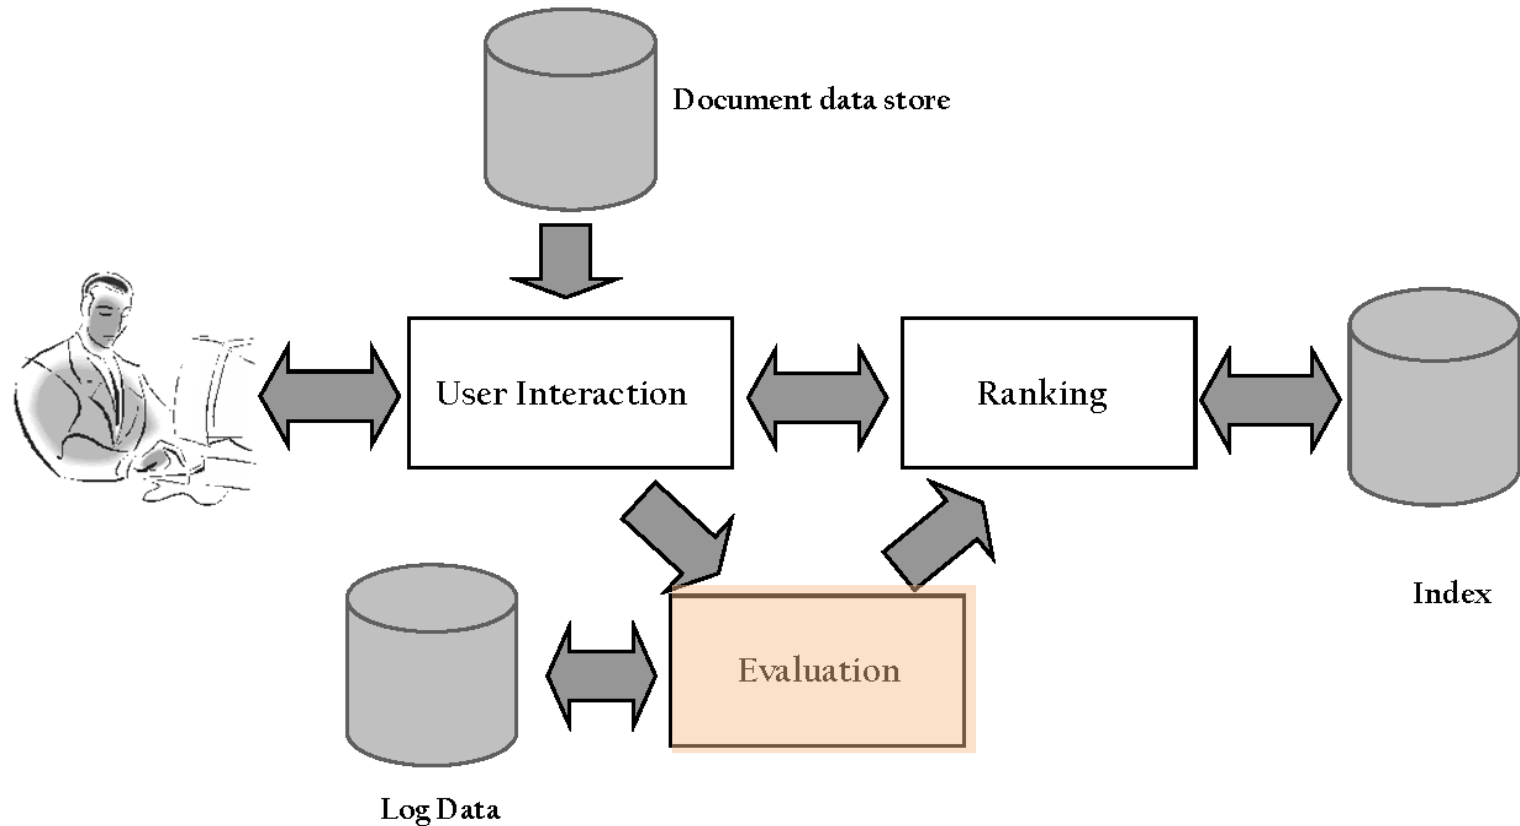 Document data store
User Interaction
Ranking
Index
Evaluation
Log Data